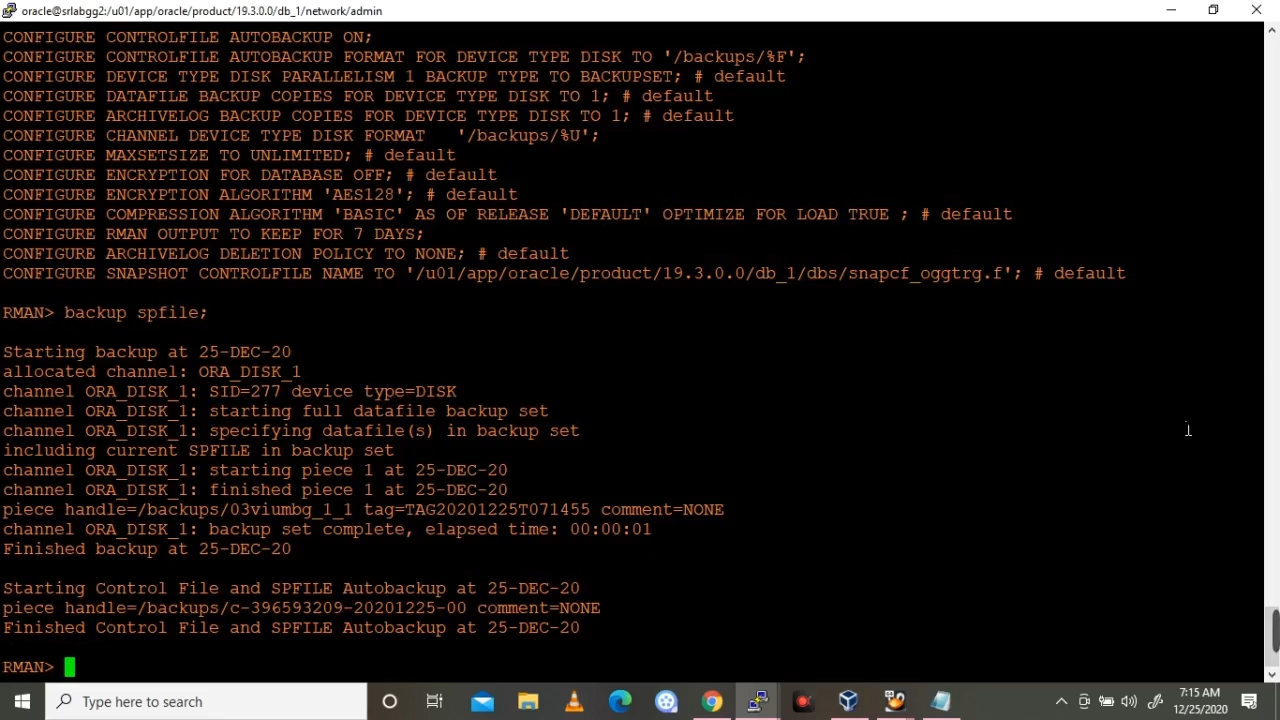 oracle@srlabgg2:/u01/app/oracle/product/19.3.0.0/db_1/network/admin
CONFIGURE CONTROLFILE AUTOBACKUP ON;
CONFIGURE CONTROLFILE AUTOBACKUP FORMAT FOR DEVICE TYPE DISK TO '/backups/%F';
CONFIGURE DEVICE TYPE DISK PARALLELISM 1 BACKUP TYPE TO BACKUPSET; # default
CONFIGURE DATAFILE BACKUP COPIES FOR DEVICE TYPE DISK TO 1; # default
CONFIGURE ARCHIVELOG BACKUP COPIES FOR DEVICE TYPE DISK TO 1; # default
CONFIGURE CHANNEL DEVICE TYPE DISK FORMAT   '/backups/%U';
CONFIGURE MAXSETSIZE TO UNLIMITED; # default
CONFIGURE ENCRYPTION FOR DATABASE OFF; # default
CONFIGURE ENCRYPTION ALGORITHM 'AES128'; # default
CONFIGURE COMPRESSION ALGORITHM 'BASIC' AS OF RELEASE 'DEFAULT' OPTIMIZE FOR LOAD TRUE ; # default
CONFIGURE RMAN OUTPUT TO KEEP FOR 7 DAYS;
CONFIGURE ARCHIVELOG DELETION POLICY TO NONE; # default
CONFIGURE SNAPSHOT CONTROLFILE NAME TO '/u01/app/oracle/product/19.3.0.0/db_1/dbs/snapcf_oggtrg.f'; # default
RMAN> backup spfile;
Starting backup at 25-DEC-20
allocated channel: ORA_DISK_1
channel ORA_DISK_1: SID=277 device type=DISK
channel ORA_DISK_1: starting full datafile backup set
channel ORA_DISK_1: specifying datafile(s) in backup set
including current SPFILE in backup set
channel ORA_DISK_1: starting piece 1 at 25-DEC-20
channel ORA_DISK_1: finished piece 1 at 25-DEC-20
piece handle=/backups/03viumbg_1_1 tag=TAG20201225T071455 comment=NONE
channel ORA_DISK_1: backup set complete, elapsed time: 00:00:01
Finished backup at 25-DEC-20
Starting Control File and SPFILE Autobackup at 25-DEC-20
piece handle=/backups/c-396593209-20201225-00 comment=NONE
Finished Control File and SPFILE Autobackup at 25-DEC-20
RMAN>
Type here to search
7:15 AM
12/25/2020